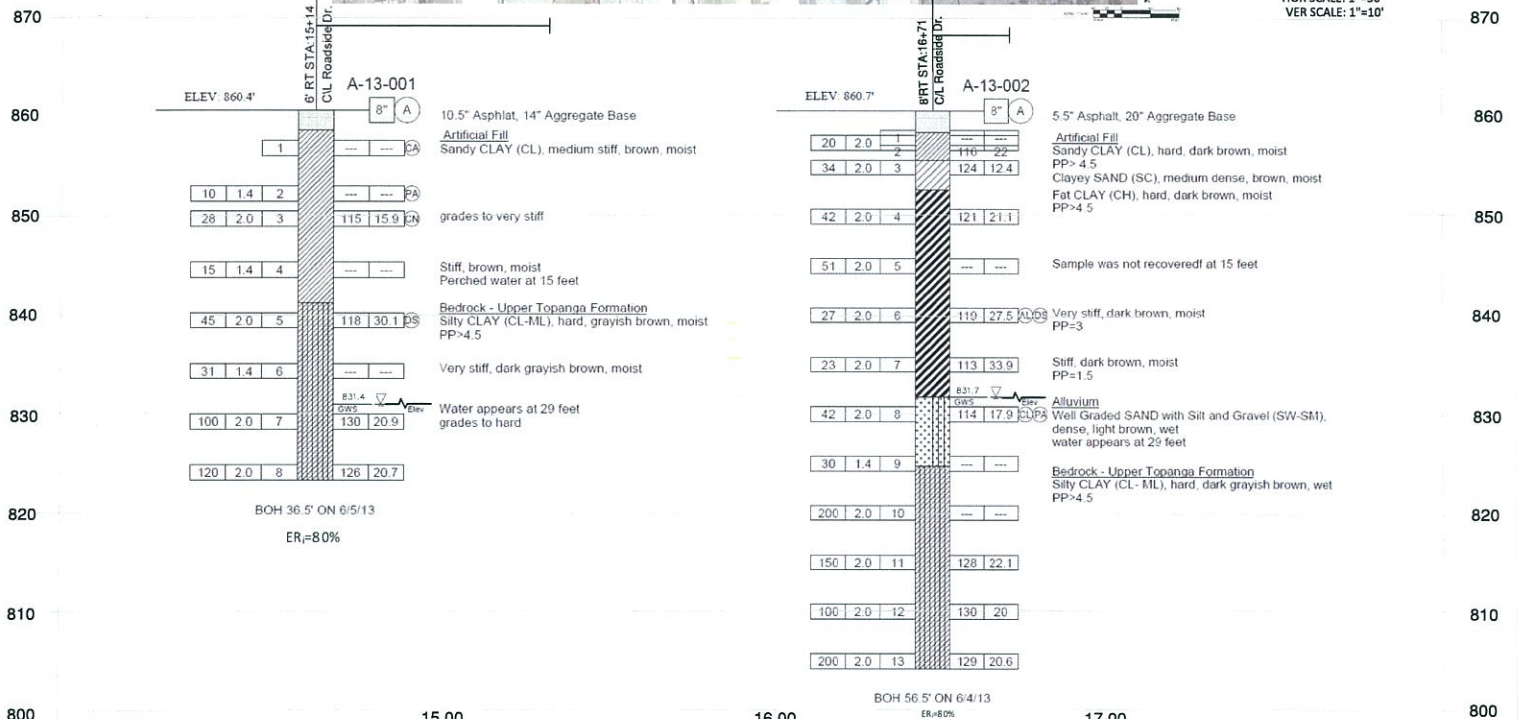 870
HOR SCALE: 1"=50'
VER SCALE: 1"=10'
870
6' RT STA:15+14
C\L Roadside Dr.
A-13-001
ELEV: 860.4'
8" A
860
10.5" Asphlat, 14" Aggregate Base
Artificial Fill
Sandy CLAY (CL), medium stiff, brown, moist
1 --- --- CA
10 1.4 2 --- --- PA
850
28 2.0 3 115 15.9 CN
grades to very stiff
15 1.4 4 --- ---
Stiff, brown, moist
Perched water at 15 feet
840
Bedrock - Upper Topanga Formation
45 2.0 5 118 30.1 DS
Silty CLAY (CL-ML), hard, grayish brown, moist
PP>4.5
31 1.4 6 --- ---
Very stiff, dark grayish brown, moist
831.4
GWS Elev
830
Water appears at 29 feet
100 2.0 7 130 20.9
grades to hard
120 2.0 8 126 20.7
BOH 36.5' ON 6/5/13
820
ERi=80%
810
800
8'RT STA:16+71
C/L Roadside Dr.
A-13-002
ELEV: 860.7'
8" A
860
5.5" Asphalt, 20" Aggregate Base
Artificial Fill
20 2.0 1 --- ---
2 116 22
Sandy CLAY (CL), hard, dark brown, moist
PP> 4.5
34 2.0 3 124 12.4
Clayey SAND (SC), medium dense, brown, moist
Fat CLAY (CH), hard, dark brown, moist
PP>4.5
42 2.0 4 121 21.1
850
51 2.0 5 --- ---
Sample was not recoveredf at 15 feet
27 2.0 6 119 27.5 AL DS
Very stiff, dark brown, moist
PP=3
840
23 2.0 7 113 33.9
Stiff, dark brown, moist
PP=1.5
831.7
GWS Elev
Alluvium
42 2.0 8 114 17.9 CL PA
Well Graded SAND with Silt and Gravel (SW-SM),
dense, light brown, wet
water appears at 29 feet
830
30 1.4 9 --- ---
Bedrock - Upper Topanga Formation
Silty CLAY (CL- ML), hard, dark grayish brown, wet
PP>4.5
200 2.0 10 --- ---
820
150 2.0 11 128 22.1
100 2.0 12 130 20
810
200 2.0 13 129 20.6
BOH 56.5' ON 6/4/13
ERi=80%
15.00
16.00
17.00
800